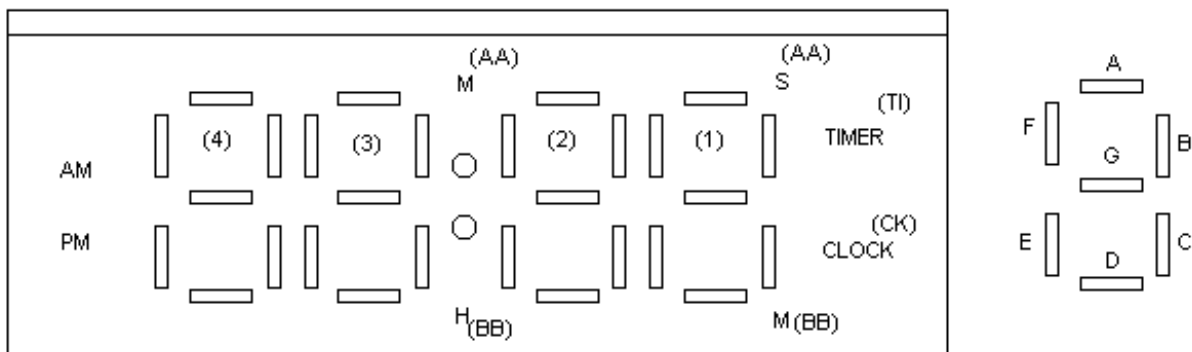 (AA) (AA)
M S A
(TI)
F
(4) (3) (2) (1) TIMER B
G
AM
(CK)
PM E CLOCK C
D
H(BB) M(BB)